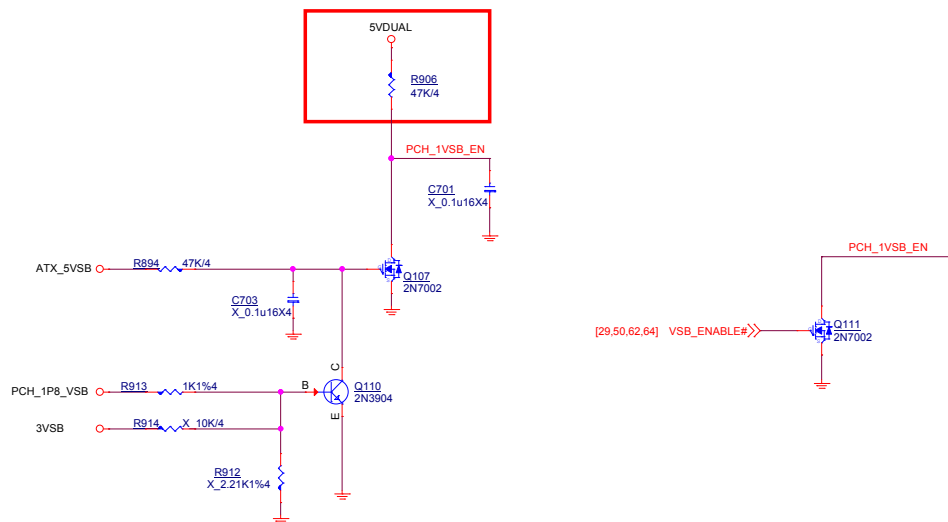 5VDUAL
R906
47K/4
PCH_1VSB_EN
C701
X_0.1u16X4
PCH_1VSB_EN
ATX_5VSB
R894
47K/4
Q107
2N7002
C703
X_0.1u16X4
[29,50,62,64]
VSB_ENABLE#
Q111
2N7002
C
PCH_1P8_VSB
R913
1K1%4
B
Q110
2N3904
E
3VSB
R914
X_10K/4
R912
X_2.21K1%4